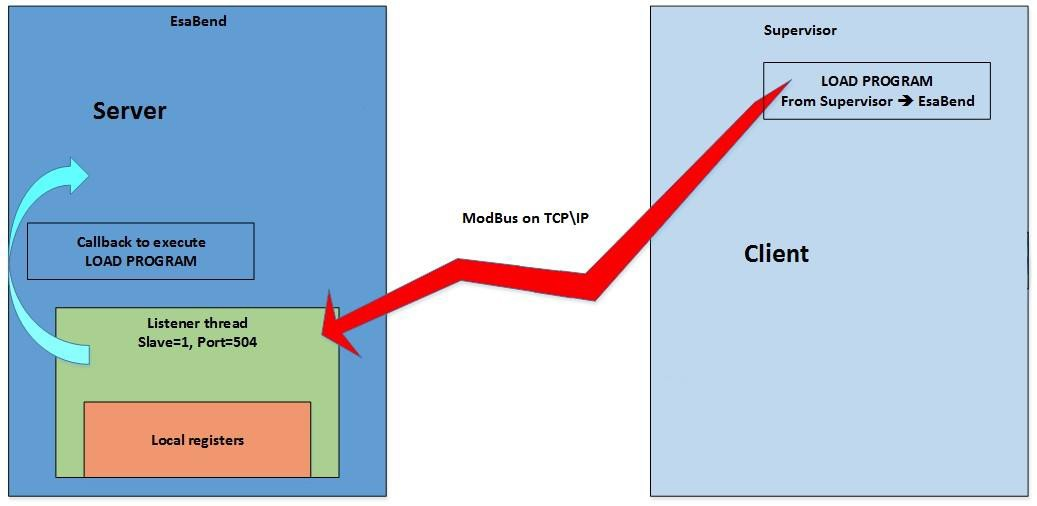 EsaBend
Server
Callback to execute
LOAD PROGRAM
Listener thread
Slave=1, Port=504
Local registers
ModBus on TCP\IP
Supervisor
LOAD PROGRAM
From Supervisor ➔ EsaBend
Client